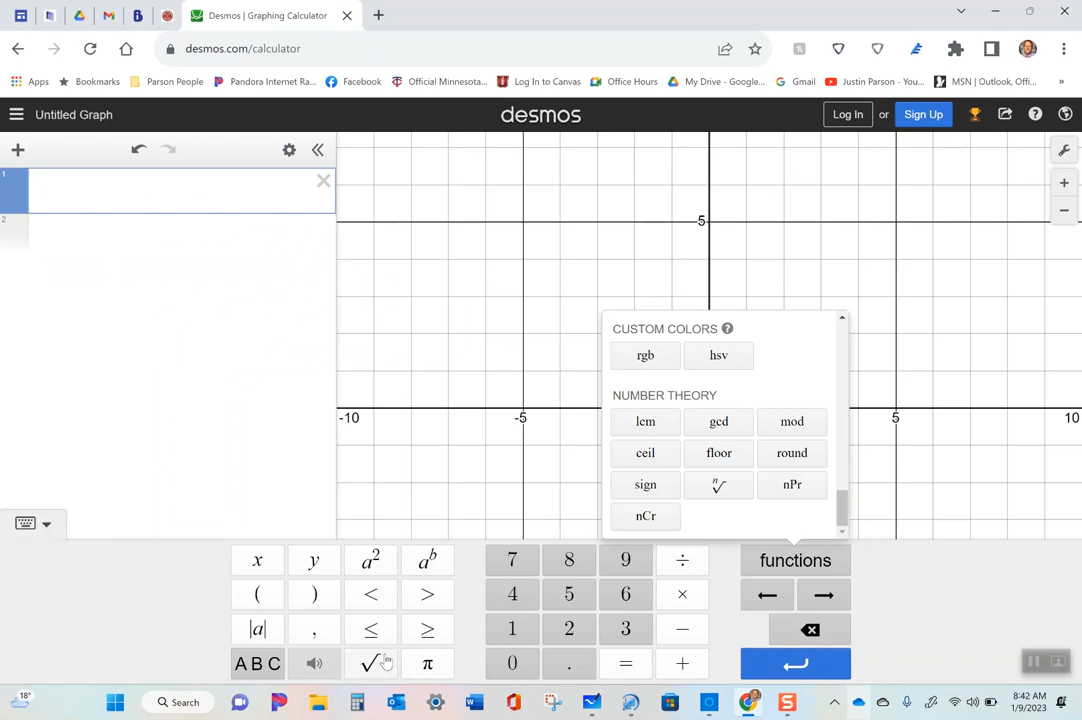 Desmos | Graphing Calculator
desmos.com/calculator
Apps
Bookmarks
Parson People
Pandora Internet Ra...
Facebook
Official Minnesota...
Log In to Canvas
Office Hours
My Drive - Google...
Gmail
Justin Parson - You...
MSN | Outlook, Offi...
»
Untitled Graph
desmos
Log In
or
Sign Up
1
2
5
-10
-5
5
10
CUSTOM COLORS
rgb
hsv
NUMBER THEORY
lcm
gcd
mod
ceil
floor
round
sign
ⁿ√
nPr
nCr
x y a² aᵇ 7 8 9 ÷ functions
( ) < > 4 5 6 × ← →
|a| , ≤ ≥ 1 2 3 −
A B C √ π 0 . = +
18°
Search
8:42 AM
1/9/2023